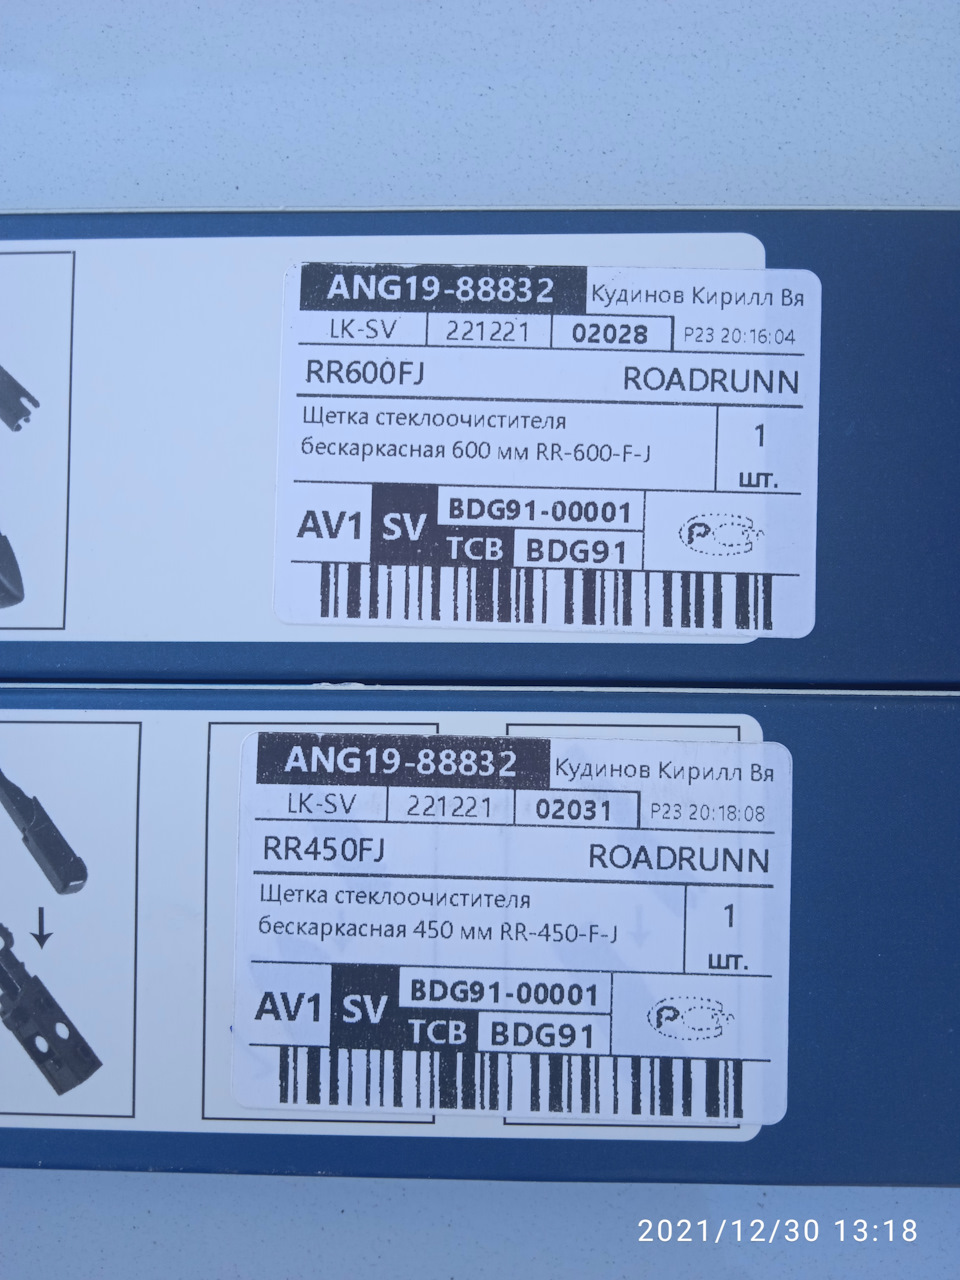 ANG19-88832 Кудинов Кирилл Вя
LK-SV 221221 02028 P23 20:16:04
RR600FJ ROADRUNN
Щетка стеклоочистителя
бескаркасная 600 мм RR-600-F-J
1
шт.
AV1 SV BDG91-00001
TCB BDG91
РСТ
ANG19-88832 Кудинов Кирилл Вя
LK-SV 221221 02031 P23 20:18:08
RR450FJ ROADRUNN
Щетка стеклоочистителя
бескаркасная 450 мм RR-450-F-J
1
шт.
AV1 SV BDG91-00001
TCB BDG91
РСТ
2021/12/30 13:18